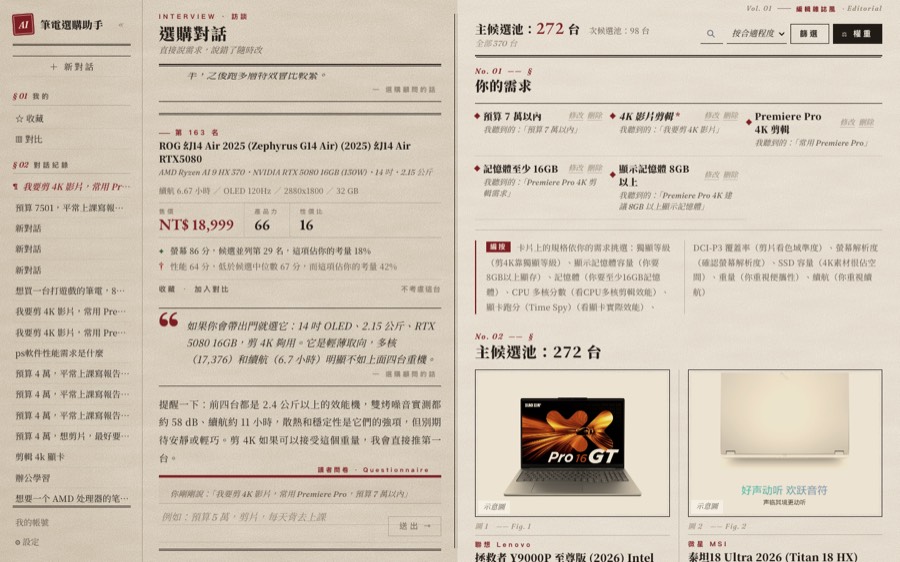 AI 筆電選購助手 «
＋ 新對話
§ 01 我的
☆ 收藏
對比
§ 02 對話紀錄
¶ 我要剪 4K 影片，常用 Pr…
預算 7501，平常上課寫報…
新對話
新對話
新對話
想買一台打遊戲的筆電，8…
我要剪 4K 影片，常用 Pre…
我要剪 4K 影片，常用 Pre…
ps軟件性能需求是什麼
預算 4 萬，平常上課寫報告…
預算 4 萬，平常上課寫報告…
預算 4 萬，平常上課寫報告…
預算 4 萬，想剪片，最好要…
剪輯 4k 顯卡
辦公學習
想要一个 AMD 处理器的笔…
我的帳號
設定
INTERVIEW · 訪談
選購對話
直接說需求，說錯了隨時改
羊，之後跑多層特效會比較緊。
— 選購顧問的話
第 163 名
ROG 幻14 Air 2025 (Zephyrus G14 Air) (2025) 幻14 Air
RTX5080
AMD Ryzen AI 9 HX 370，NVIDIA RTX 5080 16GB (150W)，14 吋，2.15 公斤
續航 6.67 小時 ／ OLED 120Hz ／ 2880x1800 ／ 32 GB
售價 產品力 性價比
NT$ 18,999 66 16
螢幕 86 分，候選並列第 29 名，這項佔你的考量 18%
† 性能 64 分，低於候選中位數 67 分，而這項佔你的考量 42%
收藏 · 加入對比 不考慮這台
“ 如果你會帶出門就選它：14 吋 OLED、2.15 公斤、RTX
5080 16GB，剪 4K 夠用。它是輕薄取向，多核
（17,376）和續航（6.7 小時）明顯不如上面四台重機。
— 選購顧問的話
提醒一下：前四台都是 2.4 公斤以上的效能機，雙烤噪音實測都
約 58 dB、續航約 11 小時，散熱和穩定性是它們的強項，但別期
待安靜或輕巧。剪 4K 如果可以接受這個重量，我會直接推第一
台。
讀者問卷 · Questionnaire
你剛剛說：「我要剪 4K 影片，常用 Premiere Pro，預算 7 萬以內」
例如：預算 5 萬，剪片，每天背去上課
送出 →
Vol. 01 —— 編輯雜誌風 · Editorial
主候選池：272 台 次候選池：98 台
全部 370 台
按合適程度 篩選 權重
No. 01 —— §
你的需求
預算 7 萬以內 修改 刪除
我聽到的：「預算 7 萬以內」
4K 影片剪輯* 修改 刪除
我聽到的：「我要剪 4K 影片」
Premiere Pro
4K 剪輯 修改 刪除
我聽到的：「常用 Premiere Pro」
記憶體至少 16GB 修改 刪除
我聽到的：「Premiere Pro 4K 剪
輯需求」
顯示記憶體 8GB
以上 修改 刪除
我聽到的：「Premiere Pro 4K 建
議 8GB 以上顯示記憶體」
編按 卡片上的規格依你的需求挑選：獨顯等級
（剪4K靠獨顯等級）、顯示記憶體容量（你要
8GB以上顯存）、記憶體（你要至少16GB記憶
體）、CPU 多核分數（看CPU多核剪輯效能）、
顯卡跑分（Time Spy）（看顯卡實際效能）、
DCI-P3 覆蓋率（剪片看色域準度）、螢幕解析度
（確認螢幕解析度）、SSD 容量（4K素材很佔空
間）、重量（你重視便攜性）、續航（你重視續
航）
No. 02 —— §
主候選池：272 台
Pro 16 GT
示意圖
好声动听 欢跃音符
声临其境更动听
示意圖
圖 1 —— Fig. 1
圖 2 —— Fig. 2
聯想 Lenovo
拯救者 Y9000P 至尊版 (2026) Intel
微星 MSI
泰坦18 Ultra 2026 (Titan 18 HX)